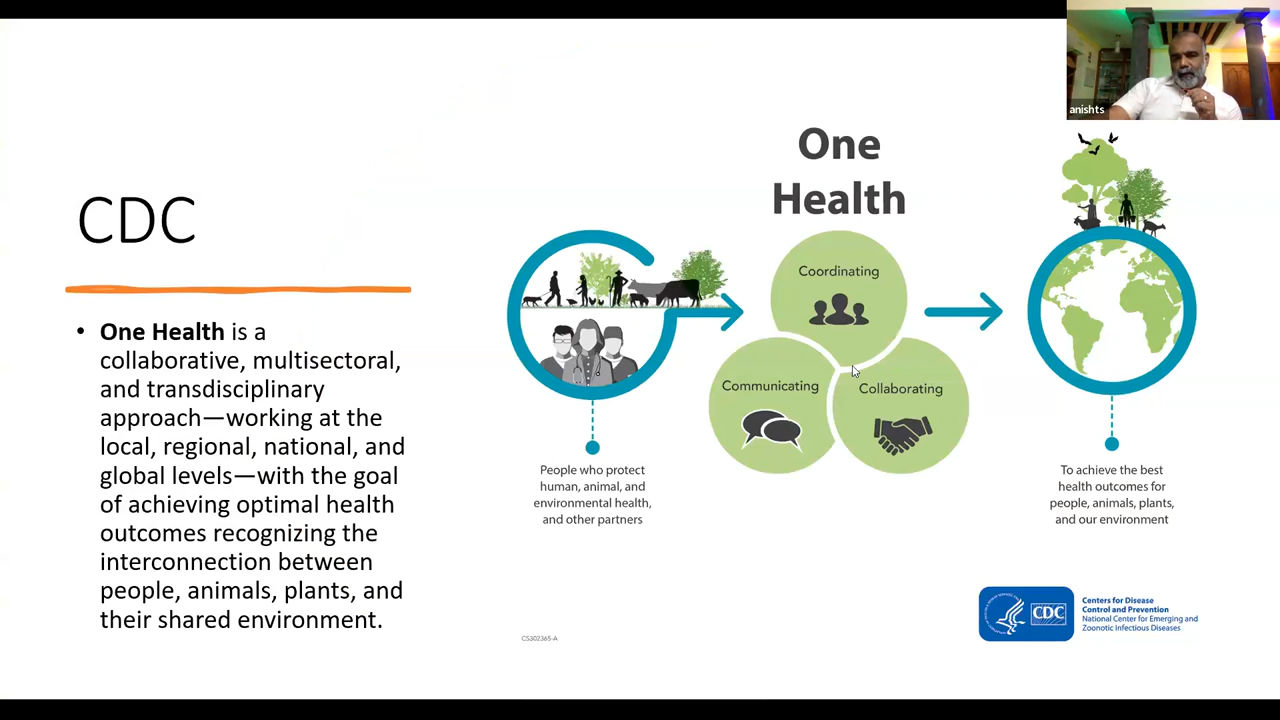 anishts
CDC
• One Health is a
collaborative, multisectoral,
and transdisciplinary
approach—working at the
local, regional, national, and
global levels—with the goal
of achieving optimal health
outcomes recognizing the
interconnection between
people, animals, plants, and
their shared environment.
One
Health
Coordinating
Communicating
Collaborating
People who protect
human, animal, and
environmental health,
and other partners
To achieve the best
health outcomes for
people, animals, plants,
and our environment
CDC
Centers for Disease
Control and Prevention
National Center for Emerging and
Zoonotic Infectious Diseases
CS302365-A